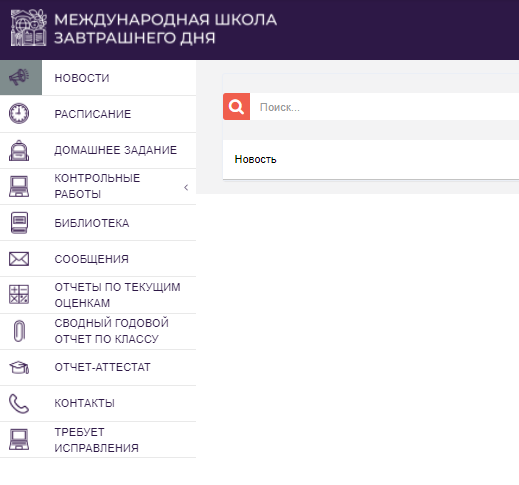 МЕЖДУНАРОДНАЯ ШКОЛА
ЗАВТРАШНЕГО ДНЯ
НОВОСТИ
РАСПИСАНИЕ
ДОМАШНЕЕ ЗАДАНИЕ
КОНТРОЛЬНЫЕ
РАБОТЫ
БИБЛИОТЕКА
СООБЩЕНИЯ
ОТЧЕТЫ ПО ТЕКУЩИМ
ОЦЕНКАМ
СВОДНЫЙ ГОДОВОЙ
ОТЧЕТ ПО КЛАССУ
ОТЧЕТ-АТТЕСТАТ
КОНТАКТЫ
ТРЕБУЕТ
ИСПРАВЛЕНИЯ
Поиск...
Новость